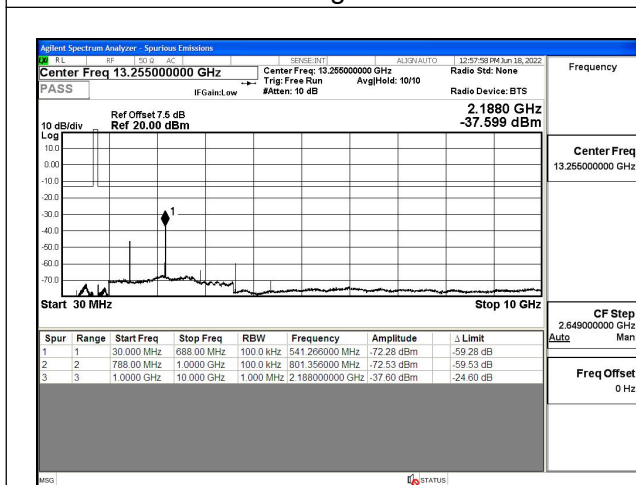 Agilent Spectrum Analyzer - Spurious Emissions
RL RF 50 Ω AC SENSE:INT ALIGNAUTO 12:57:58 PM Jun 18, 2022
Center Freq 13.255000000 GHz
Center Freq: 13.255000000 GHz
Radio Std: None
Trig: Free Run Avg|Hold: 10/10
PASS IFGain:Low #Atten: 10 dB Radio Device: BTS
2.1880 GHz
-37.599 dBm
Ref Offset 7.5 dB
10 dB/div Ref 20.00 dBm
Log
10.0
0.00
-10.0
-20.0
-30.0
-40.0
-50.0
-60.0
-70.0
1
Start 30 MHz Stop 10 GHz
Spur Range Start Freq Stop Freq RBW Frequency Amplitude Δ Limit
1 1 30.000 MHz 688.00 MHz 100.0 kHz 541.266000 MHz -72.28 dBm -59.28 dB
2 2 788.00 MHz 1.0000 GHz 100.0 kHz 801.356000 MHz -72.53 dBm -59.53 dB
3 3 1.0000 GHz 10.000 GHz 1.000 MHz 2.188000000 GHz -37.60 dBm -24.60 dB
MSG STATUS
Frequency
Center Freq
13.255000000 GHz
CF Step
2.649000000 GHz
Auto Man
Freq Offset
0 Hz